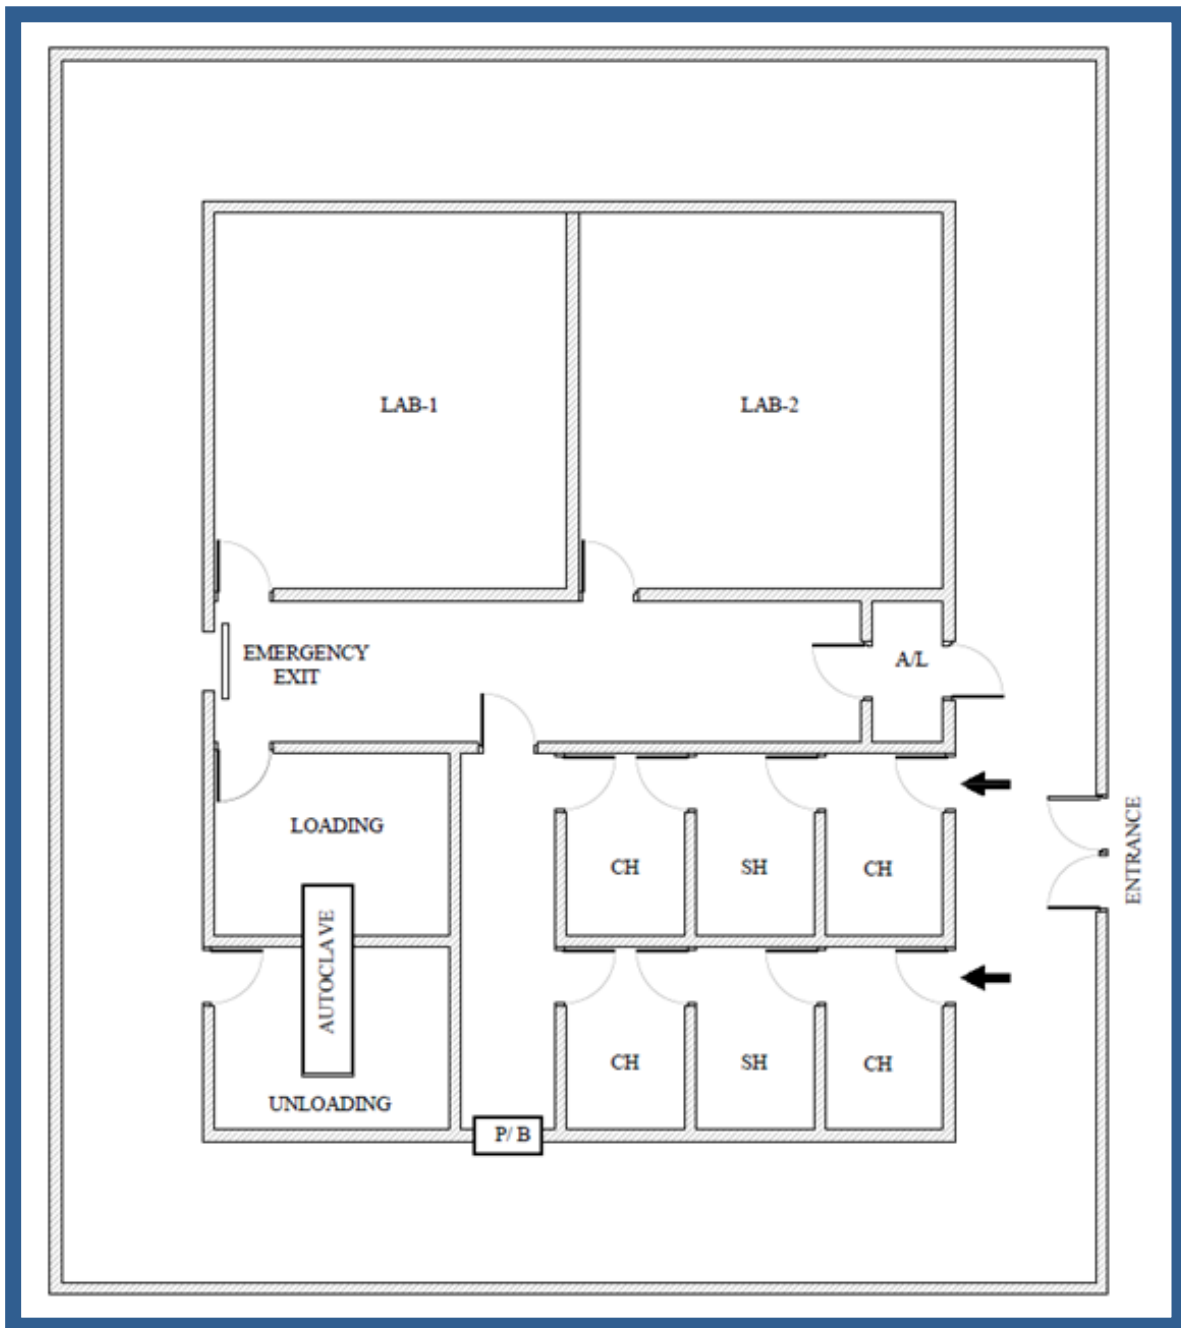 LAB-1
LAB-2
EMERGENCY
EXIT
A/L
LOADING
CH
SH
CH
ENTRANCE
AUTOCLAVE
CH
SH
CH
UNLOADING
P/ B